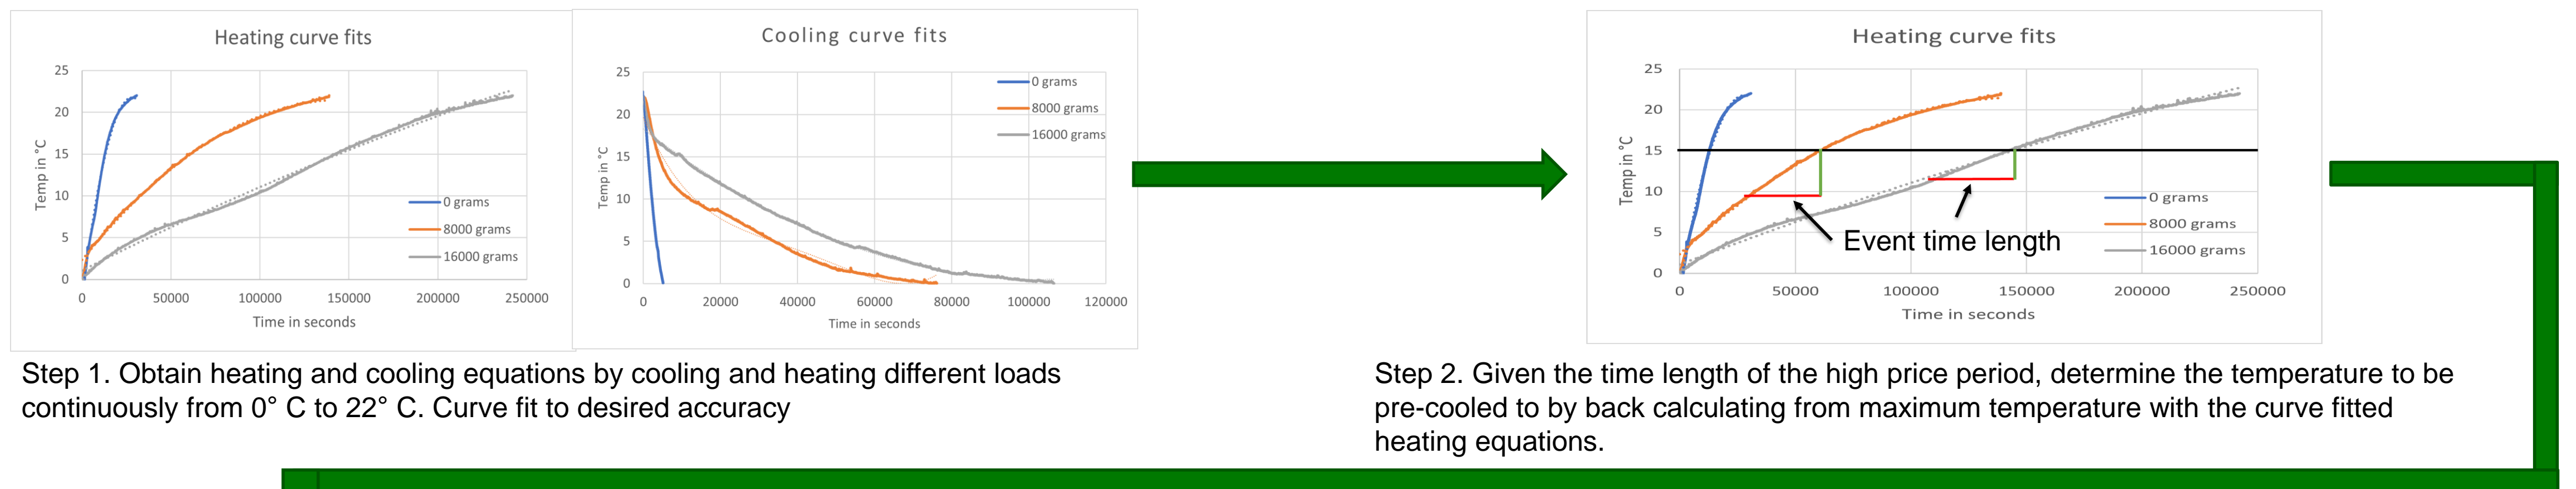 Heating curve fits
25
20
15
10
5
0
Temp in °C
0 50000 100000 150000 200000 250000
Time in seconds
0 grams
8000 grams
16000 grams
Cooling curve fits
25
20
15
10
5
0
Temp in °C
0 20000 40000 60000 80000 100000 120000
Time in seconds
0 grams
8000 grams
16000 grams
Heating curve fits
25
20
15
10
5
0
Temp in °C
0 50000 100000 150000 200000 250000
Time in seconds
0 grams
8000 grams
16000 grams
Event time length
Step 1. Obtain heating and cooling equations by cooling and heating different loads
continuously from 0° C to 22° C. Curve fit to desired accuracy
Step 2. Given the time length of the high price period, determine the temperature to be
pre-cooled to by back calculating from maximum temperature with the curve fitted
heating equations.